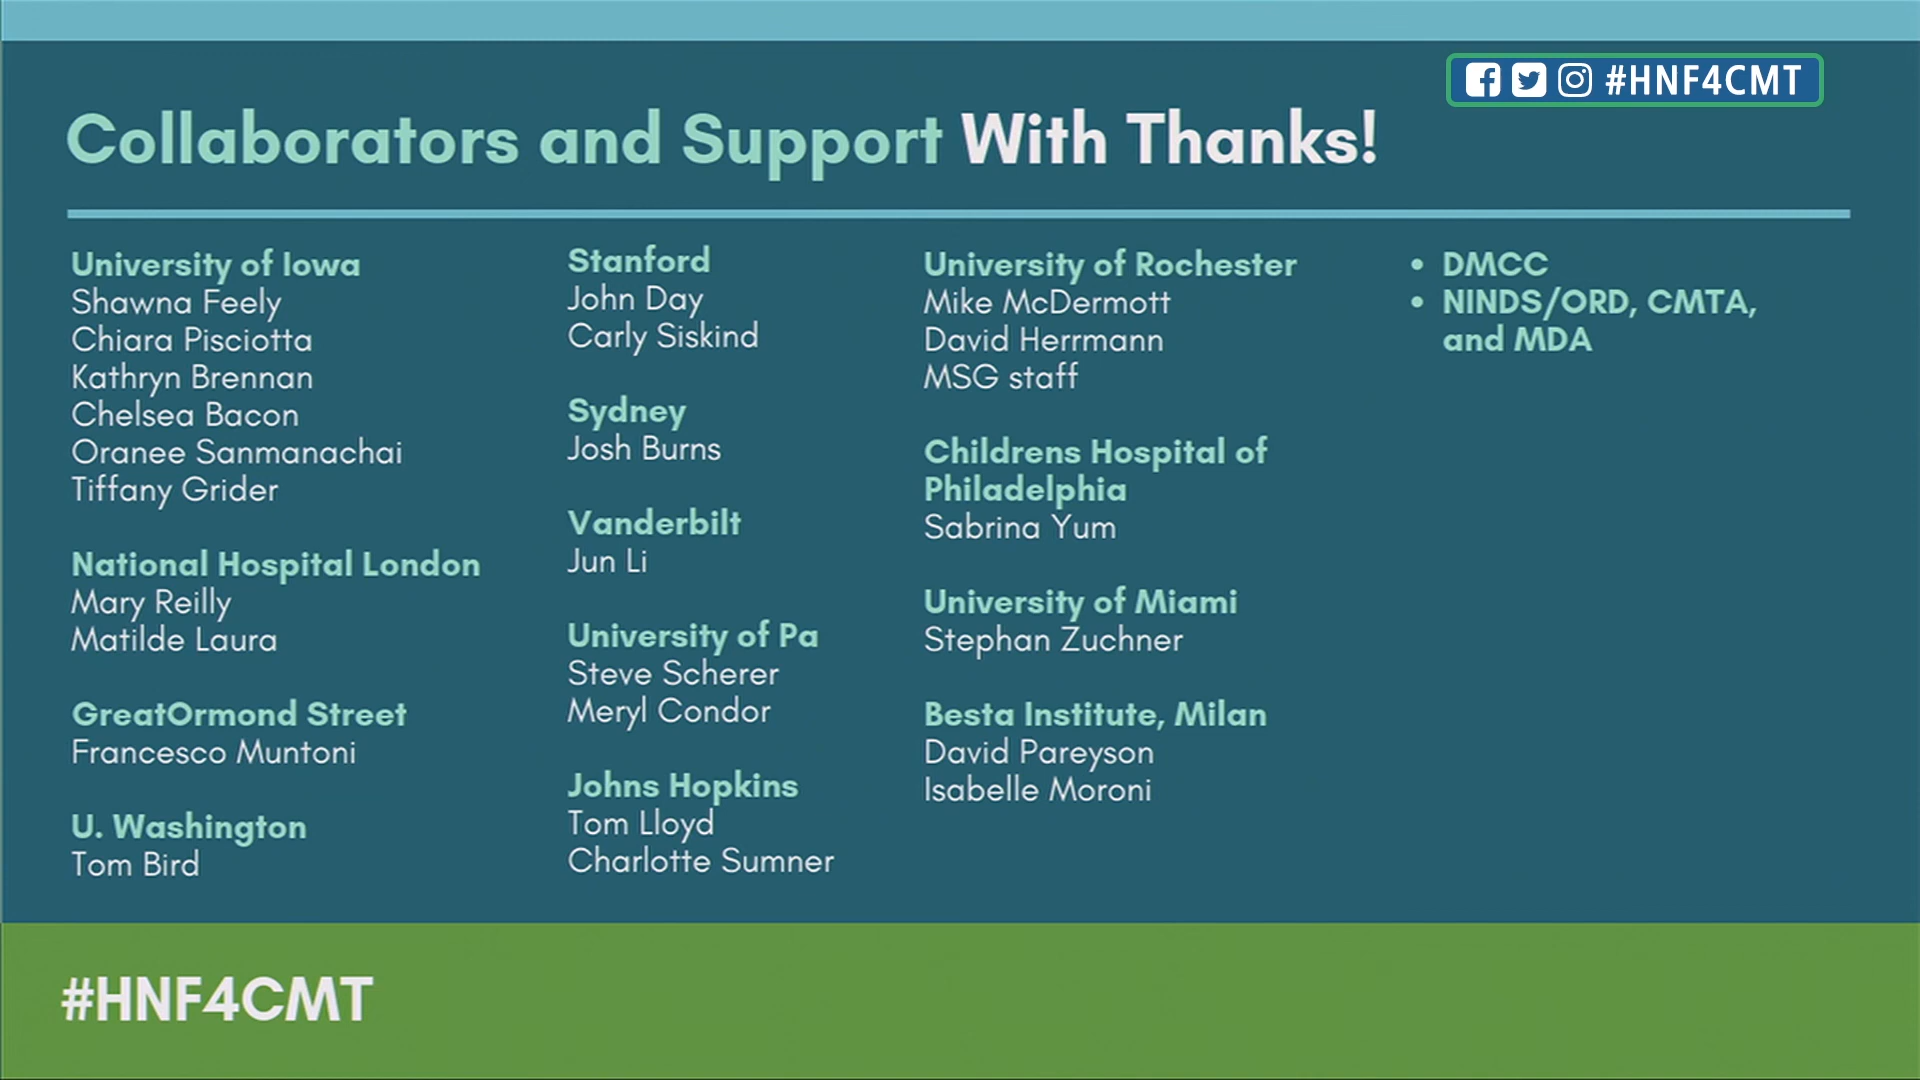 #HNF4CMT
Collaborators and Support With Thanks!
University of Iowa
Shawna Feely
Chiara Pisciotta
Kathryn Brennan
Chelsea Bacon
Oranee Sanmanachai
Tiffany Grider
National Hospital London
Mary Reilly
Matilde Laura
GreatOrmond Street
Francesco Muntoni
U. Washington
Tom Bird
Stanford
John Day
Carly Siskind
Sydney
Josh Burns
Vanderbilt
Jun Li
University of Pa
Steve Scherer
Meryl Condor
Johns Hopkins
Tom Lloyd
Charlotte Sumner
University of Rochester
Mike McDermott
David Herrmann
MSG staff
Childrens Hospital of
Philadelphia
Sabrina Yum
University of Miami
Stephan Zuchner
Besta Institute, Milan
David Pareyson
Isabelle Moroni
• DMCC
• NINDS/ORD, CMTA,
and MDA
#HNF4CMT